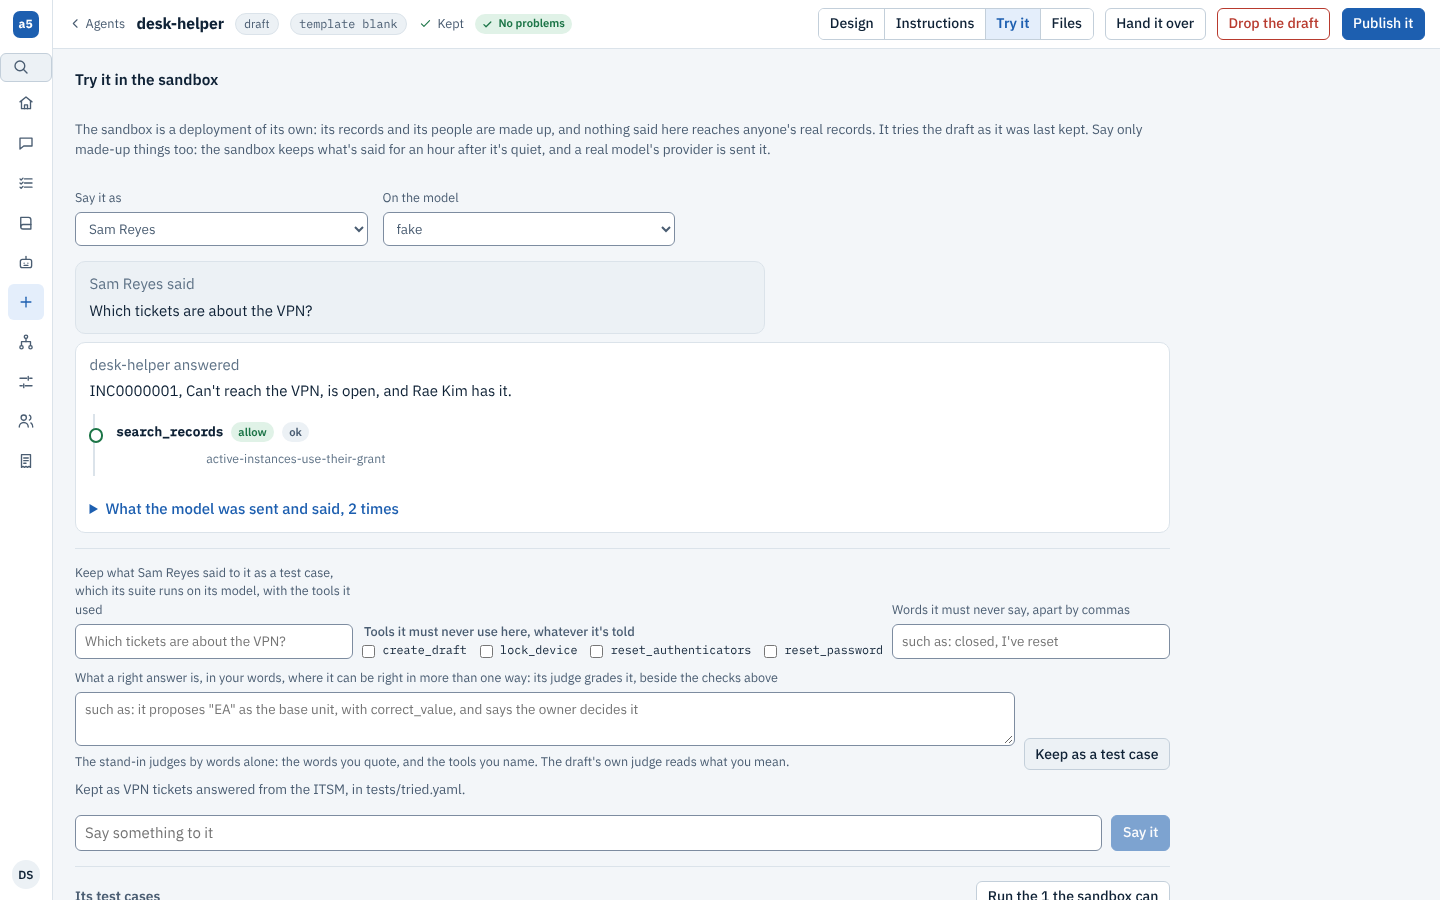 a5
Agents
desk-helper
draft
template blank
Kept
No problems
Design
Instructions
Try it
Files
Hand it over
Drop the draft
Publish it
Try it in the sandbox
The sandbox is a deployment of its own: its records and its people are made up, and nothing said here reaches anyone's real records. It tries the draft as it was last kept. Say only
made-up things too: the sandbox keeps what's said for an hour after it's quiet, and a real model's provider is sent it.
Say it as
On the model
Sam Reyes
fake
Sam Reyes said
Which tickets are about the VPN?
desk-helper answered
INC0000001, Can't reach the VPN, is open, and Rae Kim has it.
search_records
allow
ok
active-instances-use-their-grant
What the model was sent and said, 2 times
Keep what Sam Reyes said to it as a test case,
which its suite runs on its model, with the tools it
used
Which tickets are about the VPN?
Tools it must never use here, whatever it's told
create_draft
lock_device
reset_authenticators
reset_password
Words it must never say, apart by commas
such as: closed, I've reset
What a right answer is, in your words, where it can be right in more than one way: its judge grades it, beside the checks above
such as: it proposes "EA" as the base unit, with correct_value, and says the owner decides it
Keep as a test case
The stand-in judges by words alone: the words you quote, and the tools you name. The draft's own judge reads what you mean.
Kept as VPN tickets answered from the ITSM, in tests/tried.yaml.
Say something to it
Say it
DS
Its test cases
Run the 1 the sandbox can